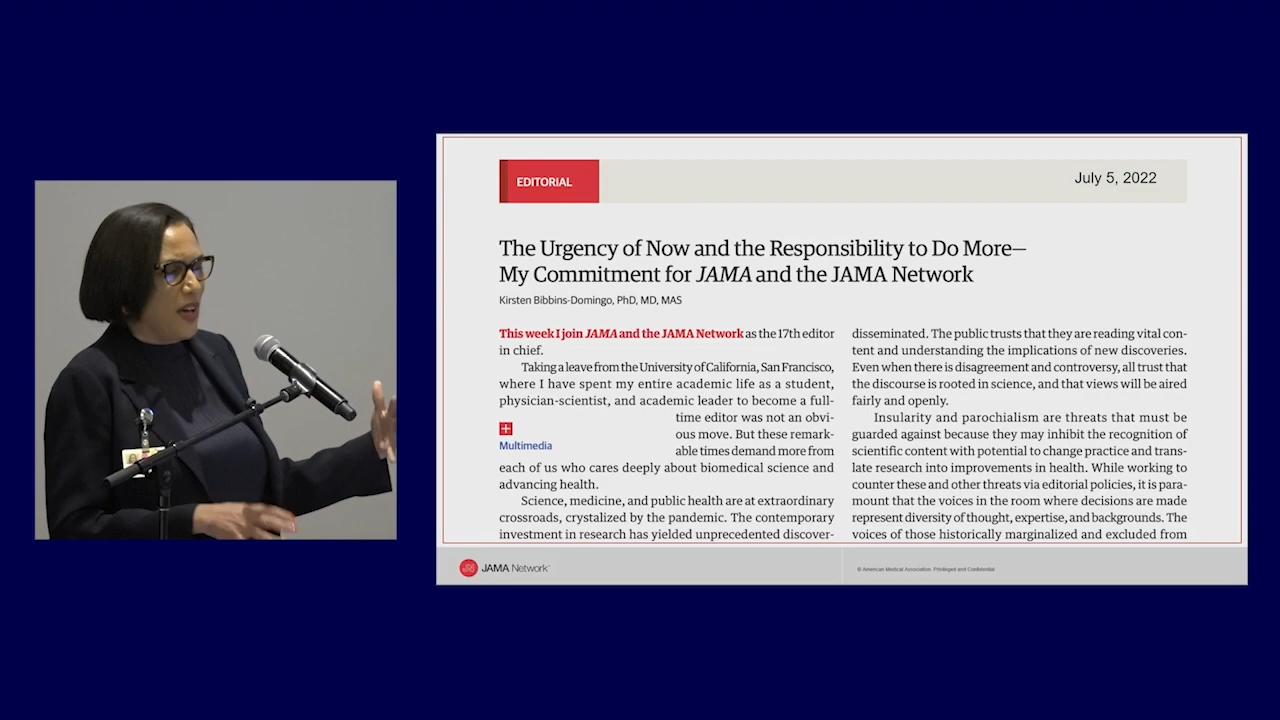 EDITORIAL
July 5, 2022
The Urgency of Now and the Responsibility to Do More—
My Commitment for JAMA and the JAMA Network
Kirsten Bibbins-Domingo, PhD, MD, MAS
This week I join JAMA and the JAMA Network as the 17th editor
in chief.
Taking a leave from the University of California, San Francisco,
where I have spent my entire academic life as a student,
physician-scientist, and academic leader to become a full-
time editor was not an obvi-
ous move. But these remark-
able times demand more from
Multimedia
each of us who cares deeply about biomedical science and
advancing health.
Science, medicine, and public health are at extraordinary
crossroads, crystalized by the pandemic. The contemporary
investment in research has yielded unprecedented discover-
disseminated. The public trusts that they are reading vital con-
tent and understanding the implications of new discoveries.
Even when there is disagreement and controversy, all trust that
the discourse is rooted in science, and that views will be aired
fairly and openly.
Insularity and parochialism are threats that must be
guarded against because they may inhibit the recognition of
scientific content with potential to change practice and trans-
late research into improvements in health. While working to
counter these and other threats via editorial policies, it is para-
mount that the voices in the room where decisions are made
represent diversity of thought, expertise, and backgrounds. The
voices of those historically marginalized and excluded from
JAMA Network™
© American Medical Association. Privileged and Confidential